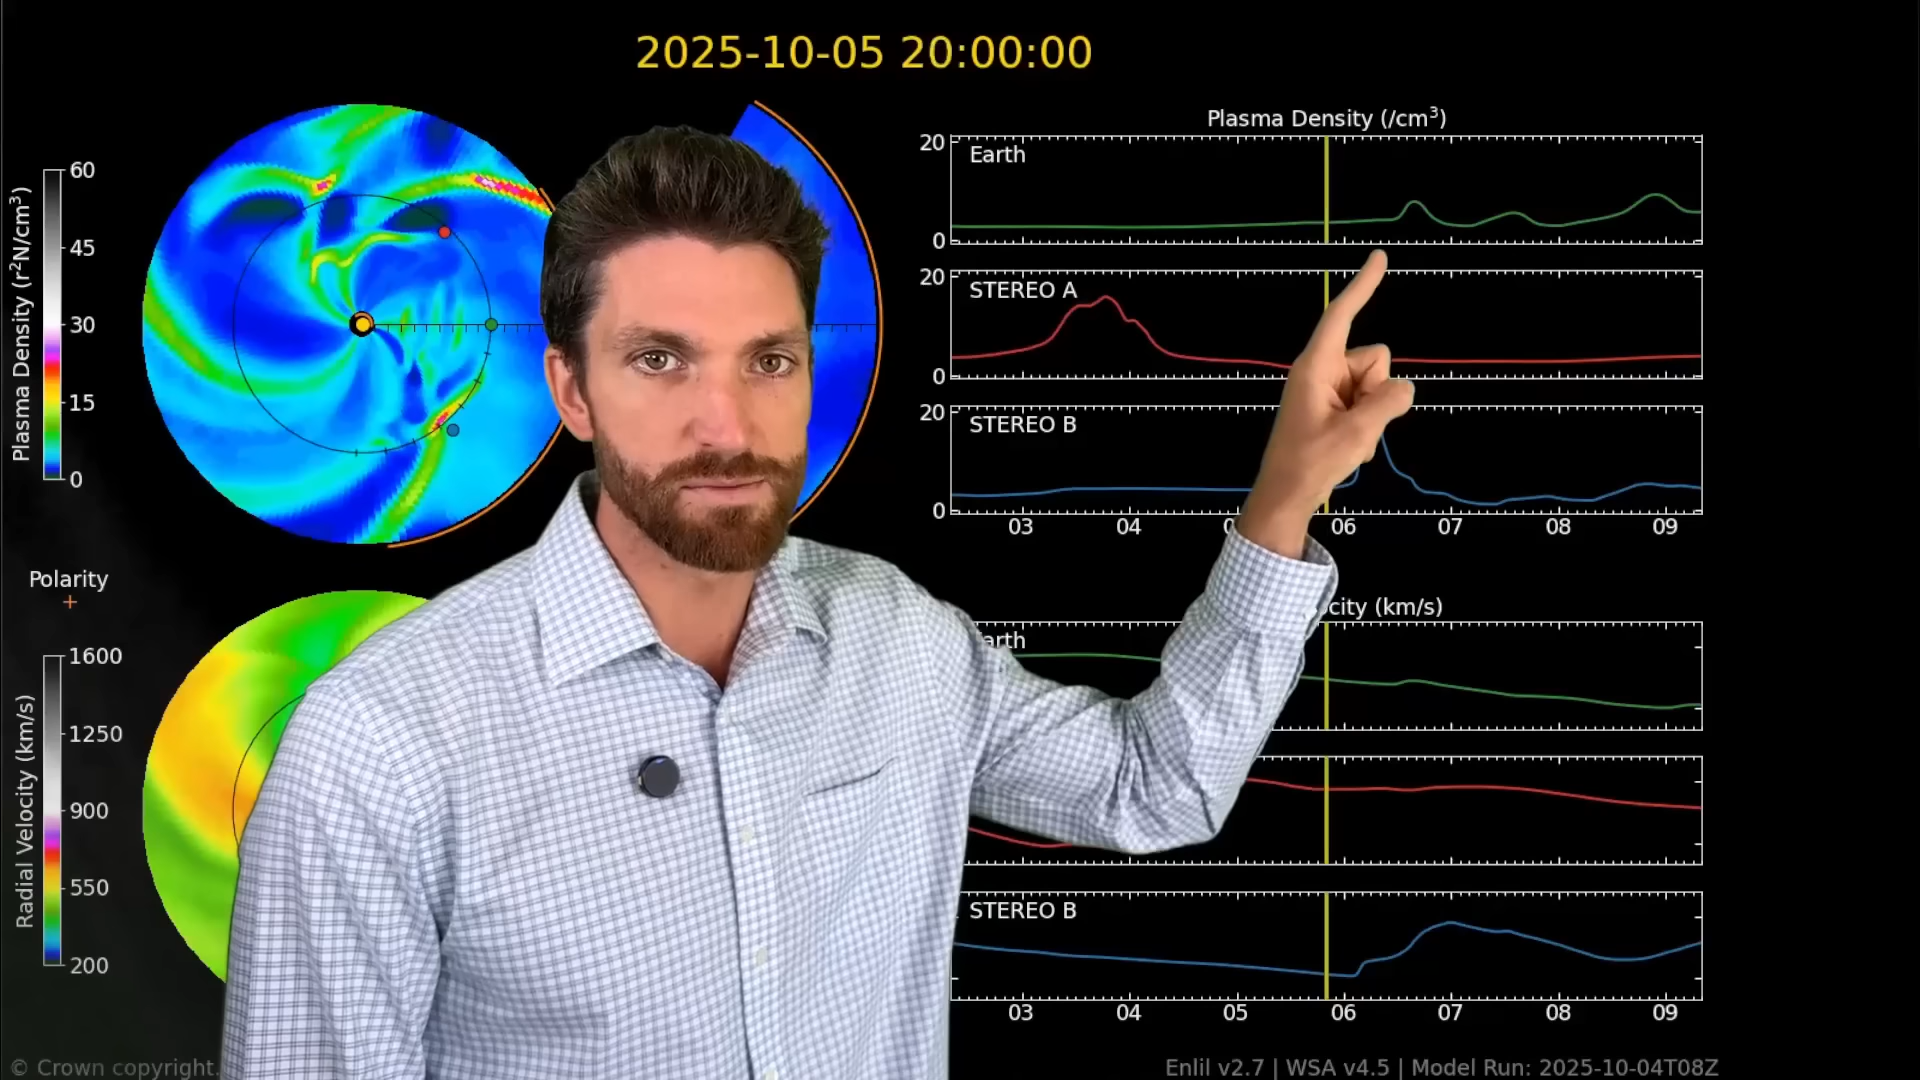 2025-10-05 20:00:00
Plasma Density (/cm³)
20
Earth
0
20
STEREO A
0
20
STEREO B
0
03 04 06 07 08 09
60
45
30
15
0
Plasma Density (r²N/cm³)
Polarity
+
1600
1250
900
550
200
Radial Velocity (km/s)
(km/s)
STEREO B
03 04 05 06 07 08 09
© Crown copyright.
Enlil v2.7 | WSA v4.5 | Model Run: 2025-10-04T08Z